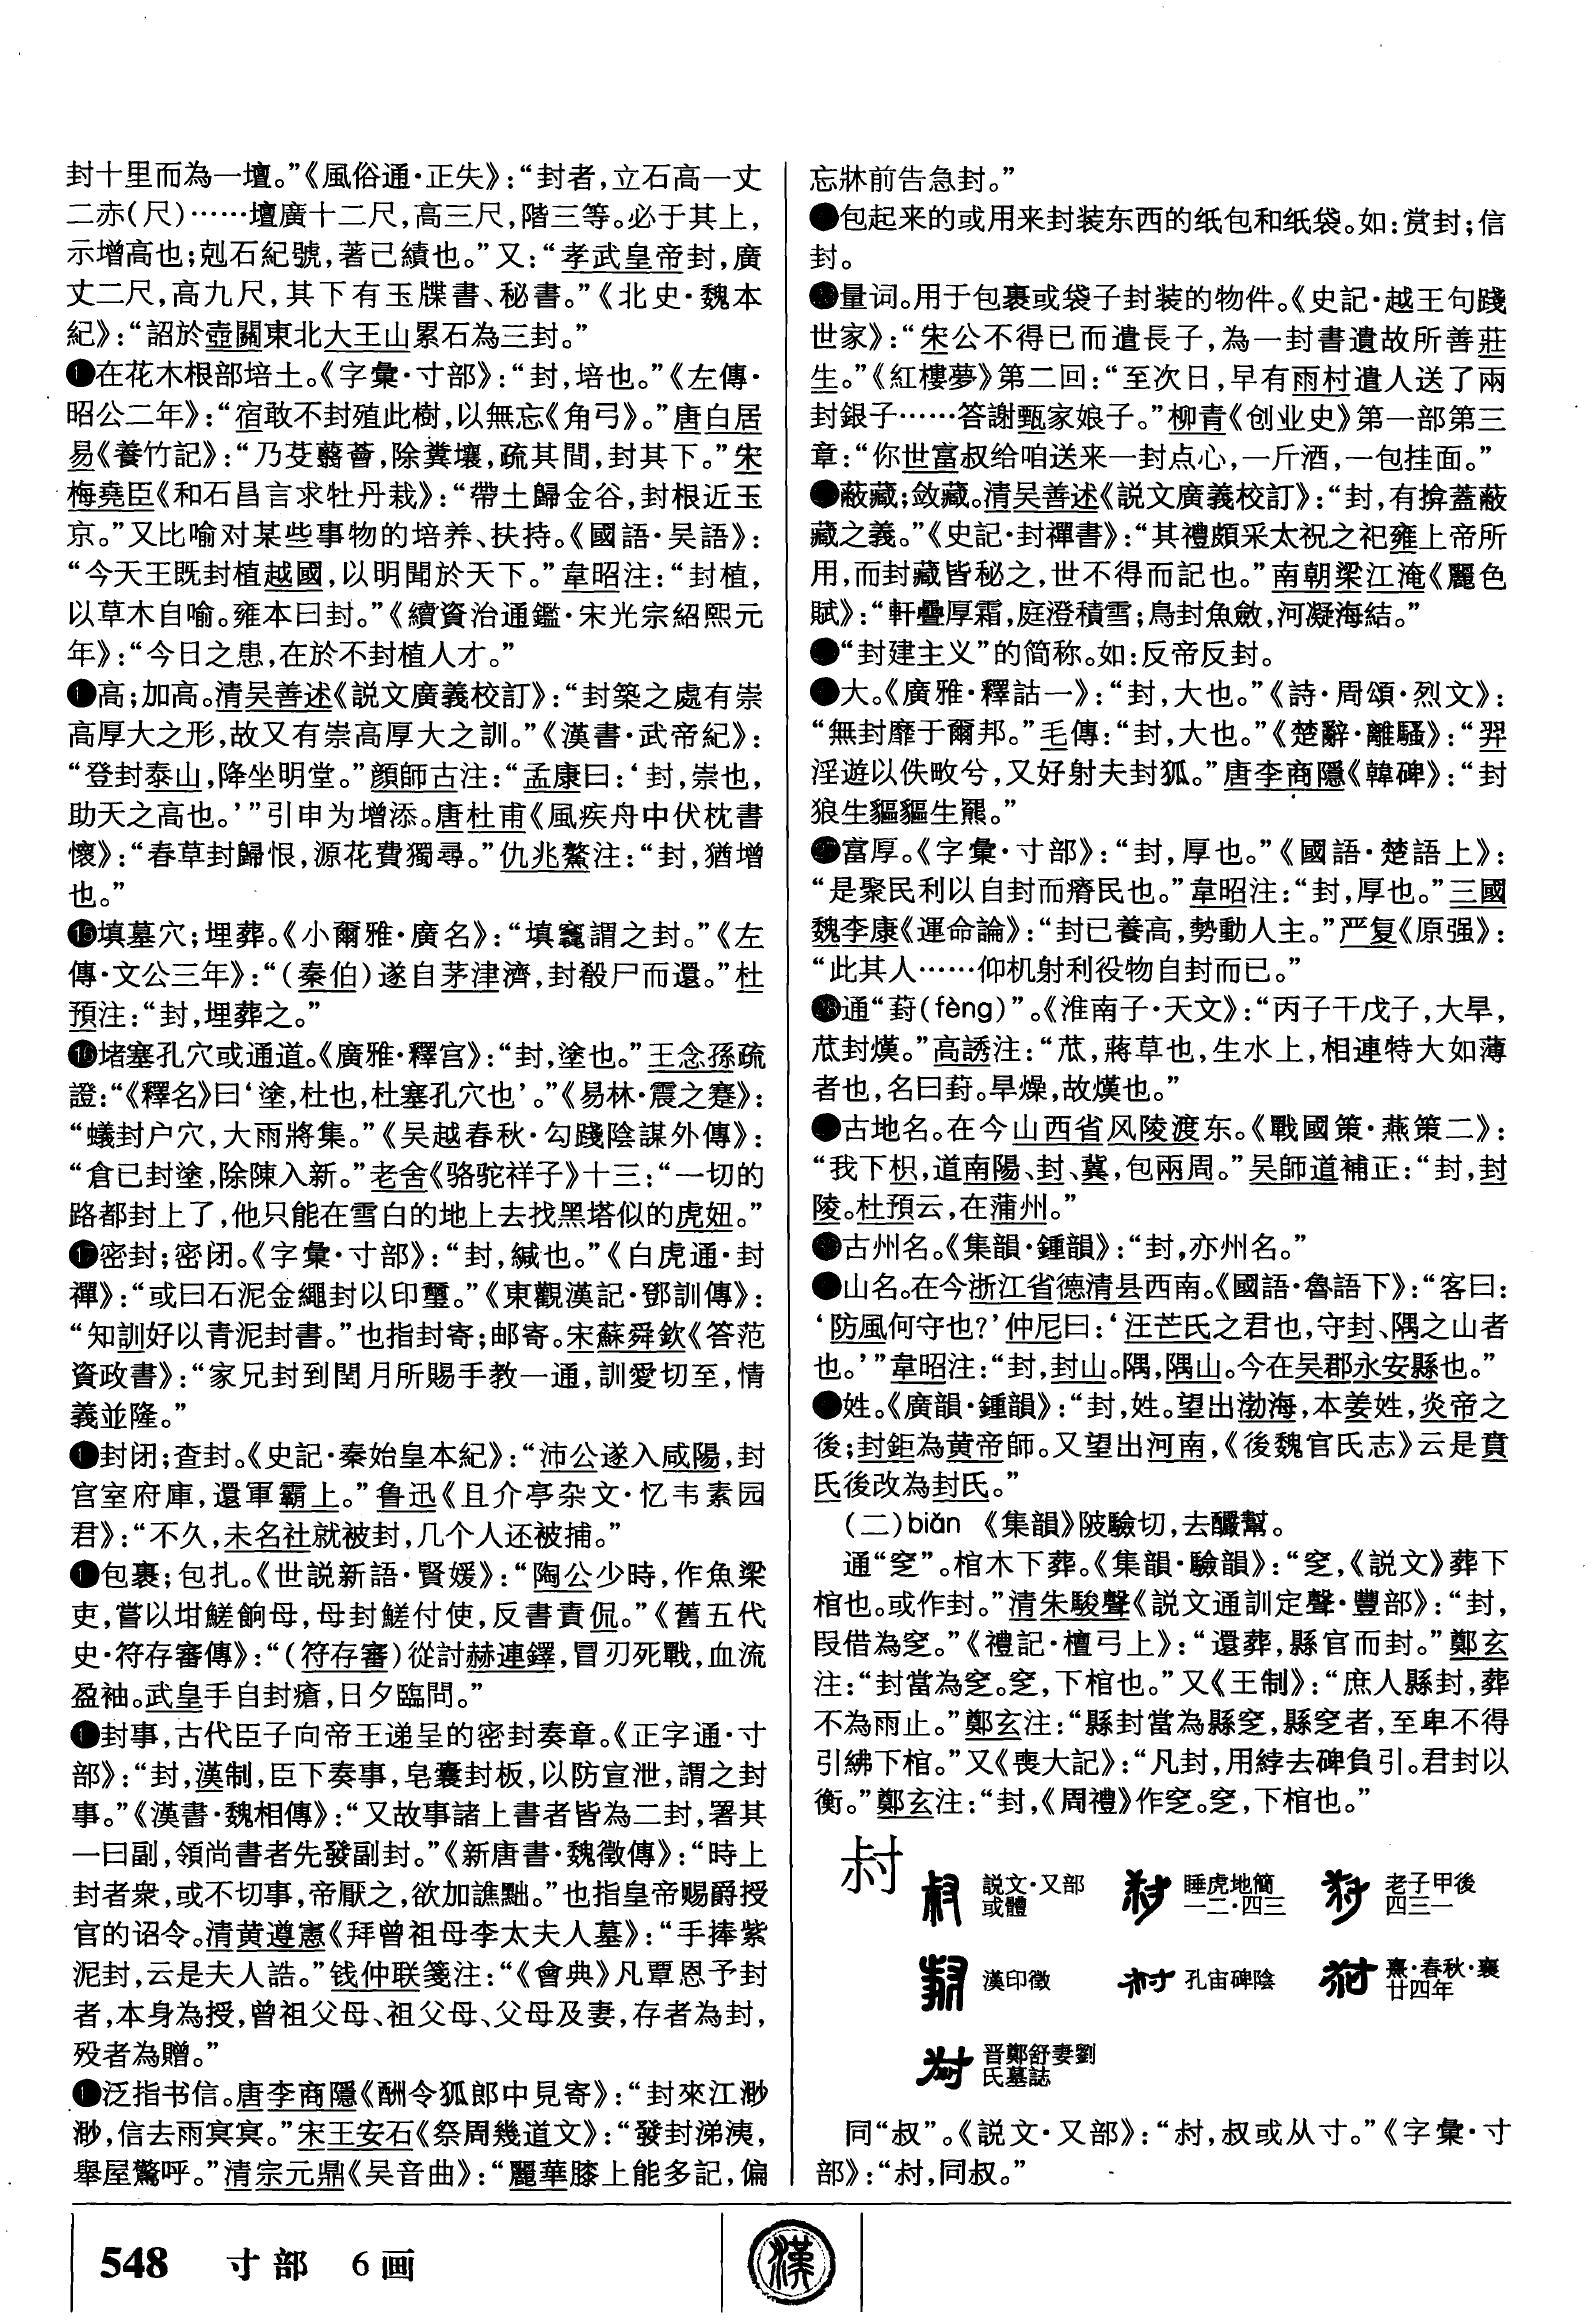 封十里而為一壇。”《風俗通·正失》：“封者，立石高一丈
二赤（尺）……壇廣十二尺，高三尺，階三等。必于其上，
示增高也；剋石紀號，著己績也。”又：“孝武皇帝封，廣
丈二尺，高九尺，其下有玉牒書、秘書。”《北史·魏本
紀》：“詔於壺關東北大王山累石為三封。”
在花木根部培土。《字彙·寸部》：“封，培也。”《左傳·
昭公二年》：“宿敢不封殖此樹，以無忘《角弓》。”唐白居
易《養竹記》：“乃芟蘙薈，除糞壤，疏其間，封其下。”宋
梅堯臣《和石昌言求牡丹栽》：“帶土歸金谷，封根近玉
京。”又比喻对某些事物的培养、扶持。《國語·吴語》：
“今天王既封植越國，以明聞於天下。”韋昭注：“封植，
以草木自喻。雍本曰封。”《續資治通鑑·宋光宗紹熙元
年》：“今日之患，在於不封植人才。”
高；加高。清吴善述《説文廣義校訂》：“封築之處有崇
高厚大之形，故又有崇高厚大之訓。”《漢書·武帝紀》：
“登封泰山，降坐明堂。”顔師古注：“孟康曰：‘封，崇也，
助天之高也。’”引申为增添。唐杜甫《風疾舟中伏枕書
懷》：“春草封歸恨，源花費獨尋。”仇兆鰲注：“封，猶增
也。”
⑮填墓穴；埋葬。《小爾雅·廣名》：“填竁謂之封。”《左
傳·文公三年》：“（秦伯）遂自茅津濟，封殽尸而還。”杜
預注：“封，埋葬之。”
⑯堵塞孔穴或通道。《廣雅·釋宫》：“封，塗也。”王念孫疏
證：“《釋名》曰‘塗，杜也，杜塞孔穴也’。”《易林·震之蹇》：
“蟻封户穴，大雨將集。”《吴越春秋·勾踐陰謀外傳》：
“倉已封塗，除陳入新。”老舍《骆驼祥子》十三：“一切的
路都封上了，他只能在雪白的地上去找黑塔似的虎妞。”
⑰密封；密闭。《字彙·寸部》：“封，緘也。”《白虎通·封
禪》：“或曰石泥金繩封以印璽。”《東觀漢記·鄧訓傳》：
“知訓好以青泥封書。”也指封寄；邮寄。宋蘇舜欽《答范
資政書》：“家兄封到閏月所賜手教一通，訓愛切至，情
義並隆。”
封闭；查封。《史記·秦始皇本紀》：“沛公遂入咸陽，封
宫室府庫，還軍霸上。”鲁迅《且介亭杂文·忆韦素园
君》：“不久，未名社就被封，几个人还被捕。”
包裹；包扎。《世説新語·賢媛》：“陶公少時，作魚梁
吏，嘗以坩鮺餉母，母封鮺付使，反書責侃。”《舊五代
史·符存審傳》：“（符存審）從討赫連鐸，冒刃死戰，血流
盈袖。武皇手自封瘡，日夕臨問。”
封事，古代臣子向帝王递呈的密封奏章。《正字通·寸
部》：“封，漢制，臣下奏事，皂囊封板，以防宣泄，謂之封
事。”《漢書·魏相傳》：“又故事諸上書者皆為二封，署其
一曰副，領尚書者先發副封。”《新唐書·魏徵傳》：“時上
封者衆，或不切事，帝厭之，欲加譙黜。”也指皇帝赐爵授
官的诏令。清黄遵憲《拜曾祖母李太夫人墓》：“手捧紫
泥封，云是夫人誥。”钱仲联箋注：“《會典》凡覃恩予封
者，本身為授，曾祖父母、祖父母、父母及妻，存者為封，
殁者為贈。”
泛指书信。唐李商隱《酬令狐郎中見寄》：“封來江渺
渺，信去雨冥冥。”宋王安石《祭周幾道文》：“發封涕洟，
舉屋驚呼。”清宗元鼎《吴音曲》：“麗華膝上能多記，偏
忘牀前告急封。”
包起来的或用来封装东西的纸包和纸袋。如：赏封；信
封。
量词。用于包裹或袋子封装的物件。《史記·越王句踐
世家》：“朱公不得已而遣長子，為一封書遺故所善莊
生。”《紅樓夢》第二回：“至次日，早有雨村遣人送了兩
封銀子……答謝甄家娘子。”柳青《创业史》第一部第三
章：“你世富叔给咱送来一封点心，一斤酒，一包挂面。”
蔽藏；敛藏。清吴善述《説文廣義校訂》：“封，有揜蓋蔽
藏之義。”《史記·封禪書》：“其禮頗采太祝之祀雍上帝所
用，而封藏皆秘之，世不得而記也。”南朝梁江淹《麗色
賦》：“軒疊厚霜，庭澄積雪；鳥封魚斂，河凝海結。”
“封建主义”的简称。如：反帝反封。
大。《廣雅·釋詁一》：“封，大也。”《詩·周頌·烈文》：
“無封靡于爾邦。”毛傳：“封，大也。”《楚辭·離騷》：“羿
淫遊以佚畋兮，又好射夫封狐。”唐李商隱《韓碑》：“封
狼生貙貙生羆。”
富厚。《字彙·寸部》：“封，厚也。”《國語·楚語上》：
“是聚民利以自封而瘠民也。”韋昭注：“封，厚也。”三國
魏李康《運命論》：“封已養高，勢動人主。”严复《原强》：
“此其人……仰机射利役物自封而已。”
通“葑（fèng）”。《淮南子·天文》：“丙子干戊子，大旱，
苽封熯。”高誘注：“苽，蔣草也，生水上，相連特大如薄
者也，名曰葑。旱燥，故熯也。”
古地名。在今山西省风陵渡东。《戰國策·燕策二》：
“我下枳，道南陽、封、冀，包兩周。”吴師道補正：“封，封
陵。杜預云，在蒲州。”
古州名。《集韻·鍾韻》：“封，亦州名。”
山名。在今浙江省德清县西南。《國語·魯語下》：“客曰：
‘防風何守也？’仲尼曰：‘汪芒氏之君也，守封、隅之山者
也。’”韋昭注：“封，封山。隅，隅山。今在吴郡永安縣也。”
姓。《廣韻·鍾韻》：“封，姓。望出渤海，本姜姓，炎帝之
後；封鉅為黄帝師。又望出河南，《後魏官氏志》云是賁
氏後改為封氏。”
（二）biǎn 《集韻》陂驗切，去釅幫。
通“窆”。棺木下葬。《集韻·驗韻》：“窆，《説文》葬下
棺也。或作封。”清朱駿聲《説文通訓定聲·豐部》：“封，
叚借為窆。”《禮記·檀弓上》：“還葬，縣官而封。”鄭玄
注：“封當為窆。窆，下棺也。”又《王制》：“庶人縣封，葬
不為雨止。”鄭玄注：“縣封當為縣窆，縣窆者，至卑不得
引紼下棺。”又《喪大記》：“凡封，用綍去碑負引。君封以
衡。”鄭玄注：“封，《周禮》作窆。窆，下棺也。”
村
説文·又部
或體
睡虎地簡
一二·四三
老子甲後
四三一
漢印徵
孔宙碑陰
熹·春秋·襄
廿四年
晋鄭舒妻劉
氏墓誌
同“叔”。《説文·又部》：“𡬧，叔或从寸。”《字彙·寸
部》：“𡬧，同叔。”
548 寸部 6画
漢